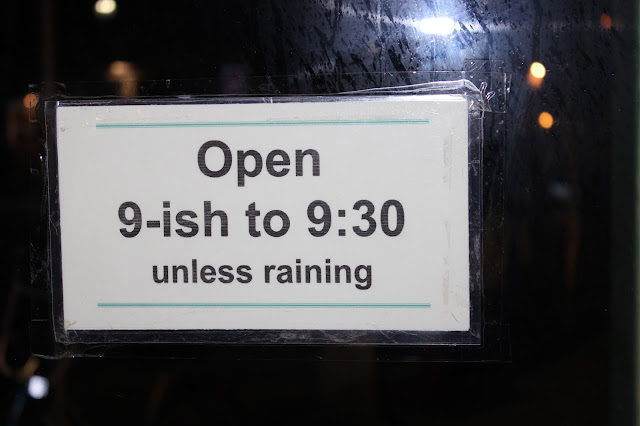 Open
9-ish to 9:30
unless raining